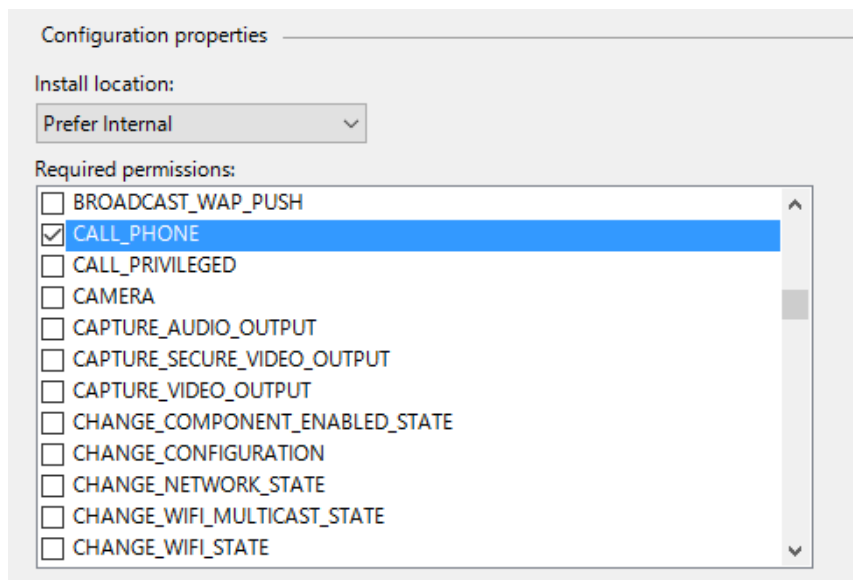 Configuration properties
Install location:
Prefer Internal
Required permissions:
BROADCAST_WAP_PUSH
CALL_PHONE
CALL_PRIVILEGED
CAMERA
CAPTURE_AUDIO_OUTPUT
CAPTURE_SECURE_VIDEO_OUTPUT
CAPTURE_VIDEO_OUTPUT
CHANGE_COMPONENT_ENABLED_STATE
CHANGE_CONFIGURATION
CHANGE_NETWORK_STATE
CHANGE_WIFI_MULTICAST_STATE
CHANGE_WIFI_STATE